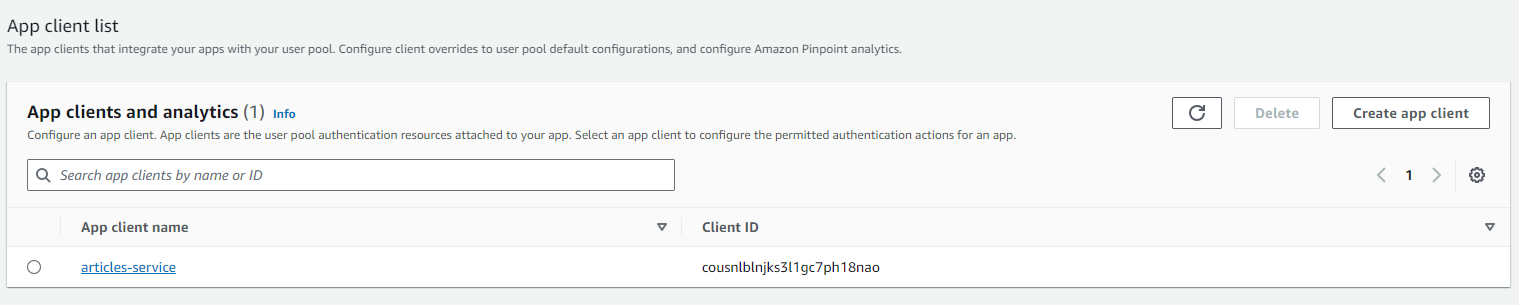 App client list
The app clients that integrate your apps with your user pool. Configure client overrides to user pool default configurations, and configure Amazon Pinpoint analytics.
App clients and analytics (1) Info
Delete
Create app client
Configure an app client. App clients are the user pool authentication resources attached to your app. Select an app client to configure the permitted authentication actions for an app.
Search app clients by name or ID
1
App client name
Client ID
articles-service
cousnlblnjks3l1gc7ph18nao